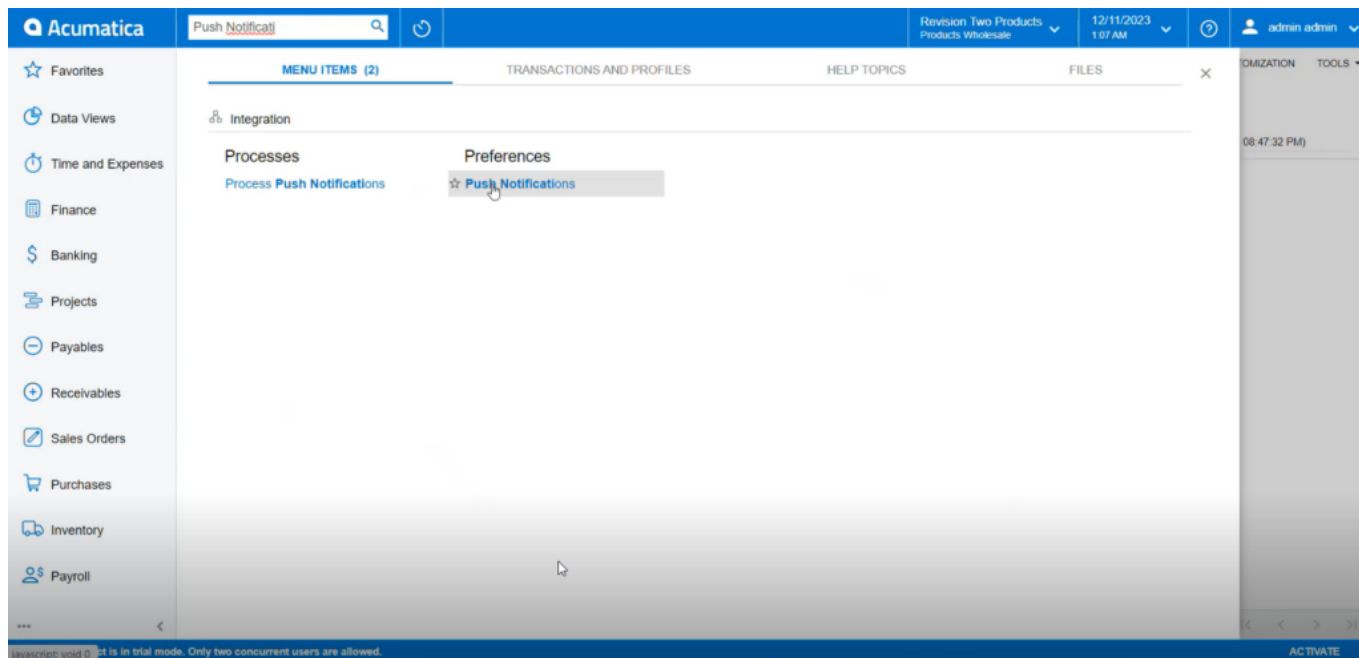 Acumatica
Push Notificati
Revision Two Products
Products Wholesale
12/11/2023
1:07 AM
admin admin
Favorites
Data Views
Time and Expenses
Finance
Banking
Projects
Payables
Receivables
Sales Orders
Purchases
Inventory
Payroll
MENU ITEMS (2)
TRANSACTIONS AND PROFILES
HELP TOPICS
FILES
OMIZATION
TOOLS
08:47:32 PM)
Integration
Processes
Preferences
Process Push Notifications
Push Notifications
javascript: void 0
ct is in trial mode. Only two concurrent users are allowed.
ACTIVATE